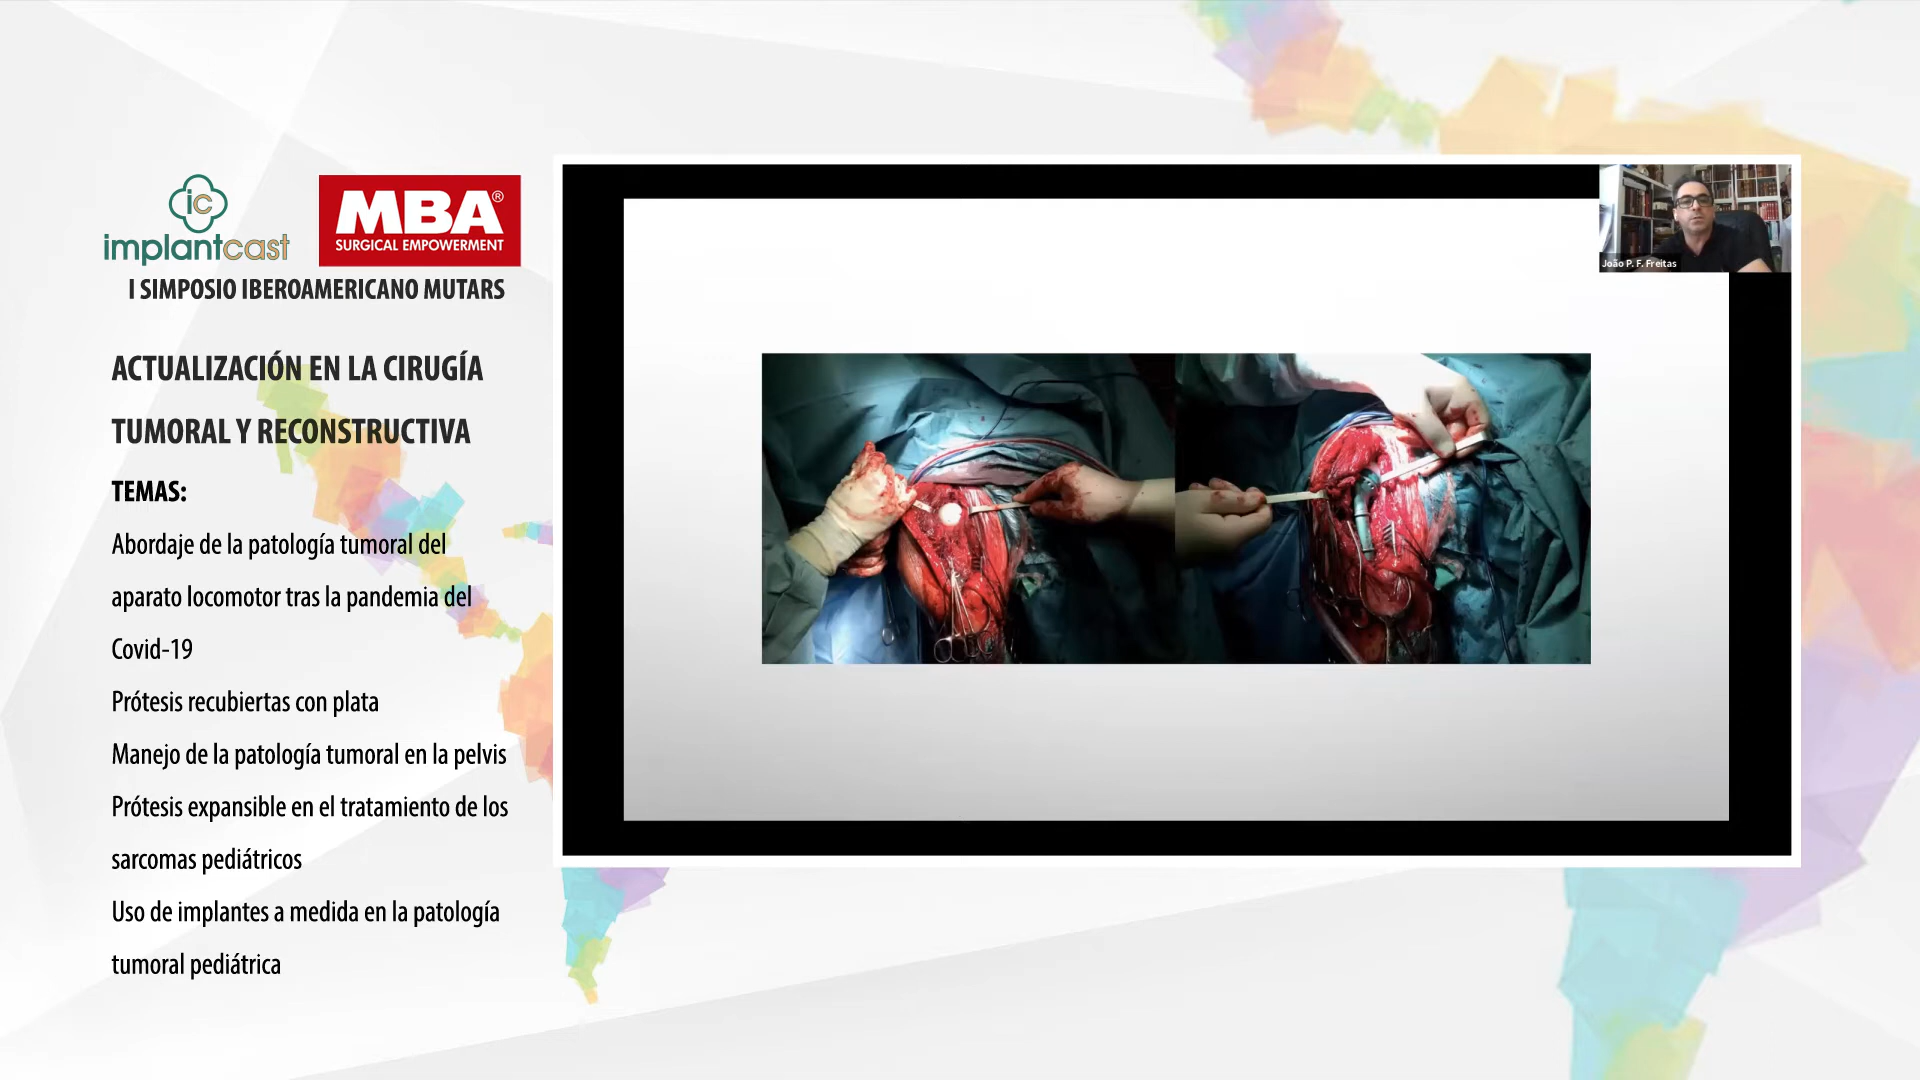 ic
implantcast
MBA®
SURGICAL EMPOWERMENT
I SIMPOSIO IBEROAMERICANO MUTARS
ACTUALIZACIÓN EN LA CIRUGÍA
TUMORAL Y RECONSTRUCTIVA
TEMAS:
Abordaje de la patología tumoral del
aparato locomotor tras la pandemia del
Covid-19
Prótesis recubiertas con plata
Manejo de la patología tumoral en la pelvis
Prótesis expansible en el tratamiento de los
sarcomas pediátricos
Uso de implantes a medida en la patología
tumoral pediátrica
João P. F. Freitas